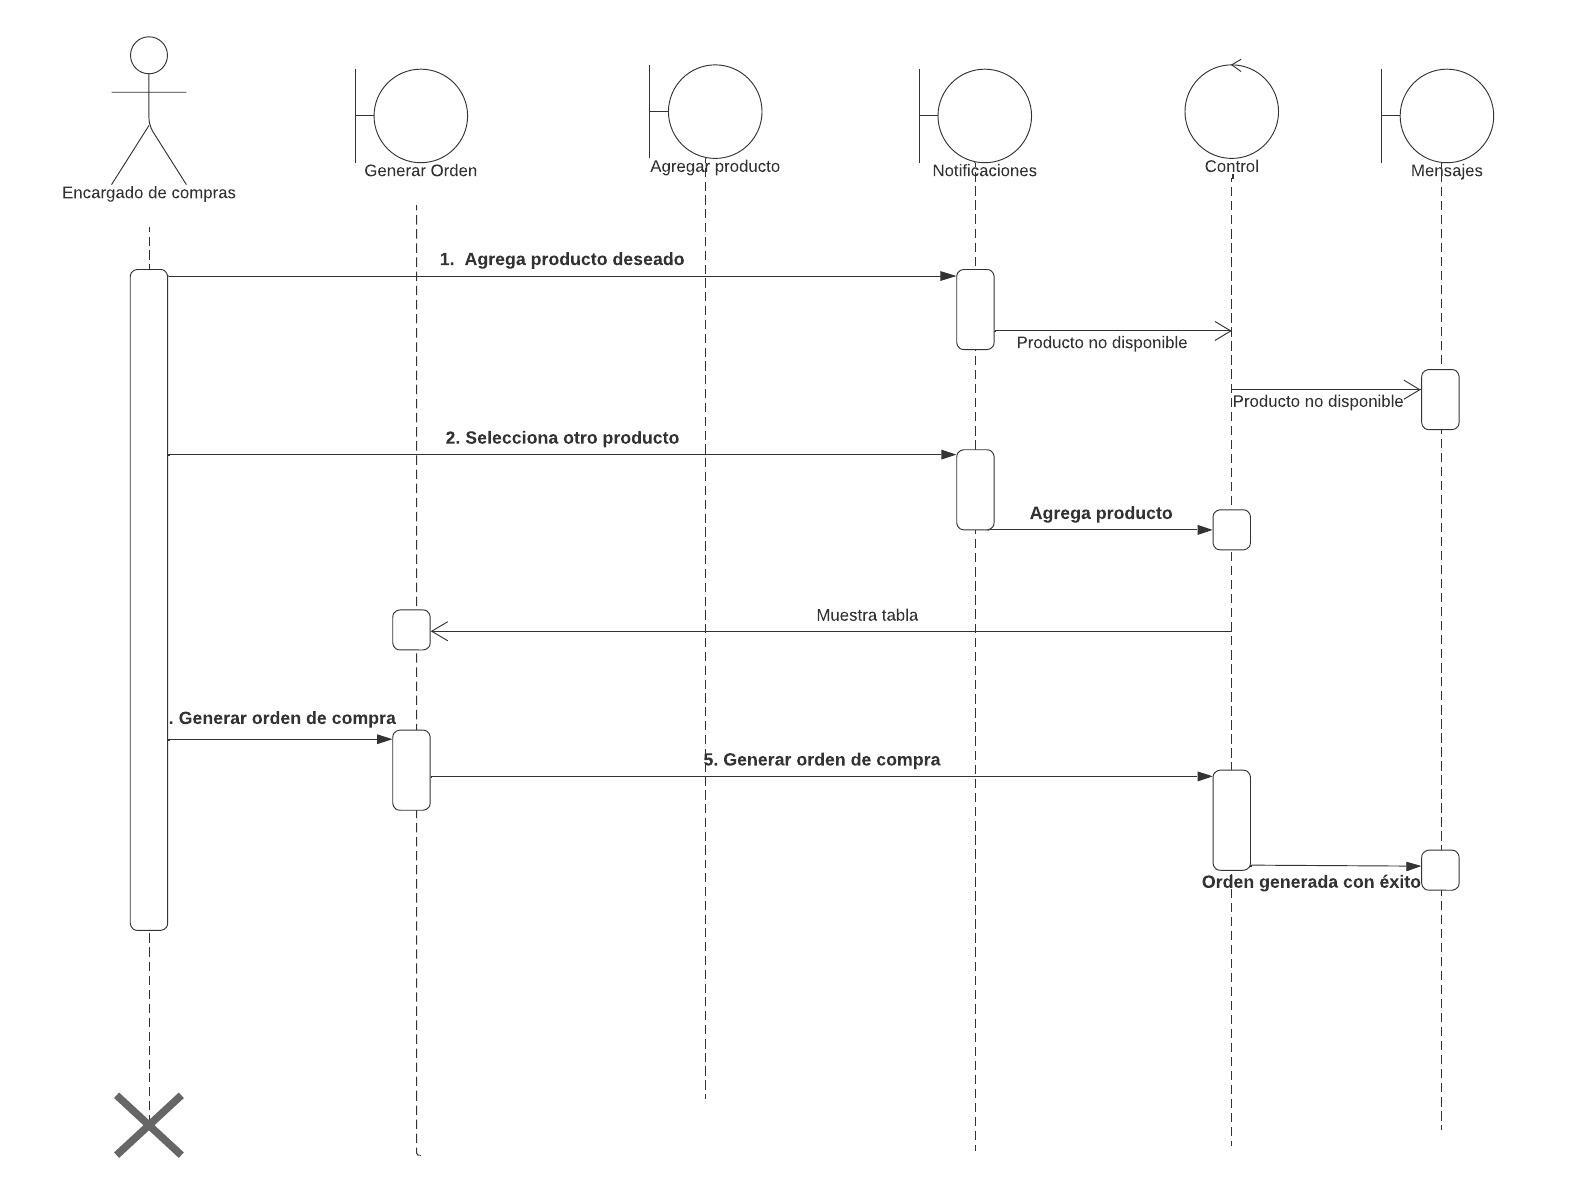 Encargado de compras
Generar Orden
Agregar producto
Notificaciones
Control
Mensajes
1. Agrega producto deseado
Producto no disponible
Producto no disponible
2. Selecciona otro producto
Agrega producto
Muestra tabla
. Generar orden de compra
5. Generar orden de compra
Orden generada con éxito